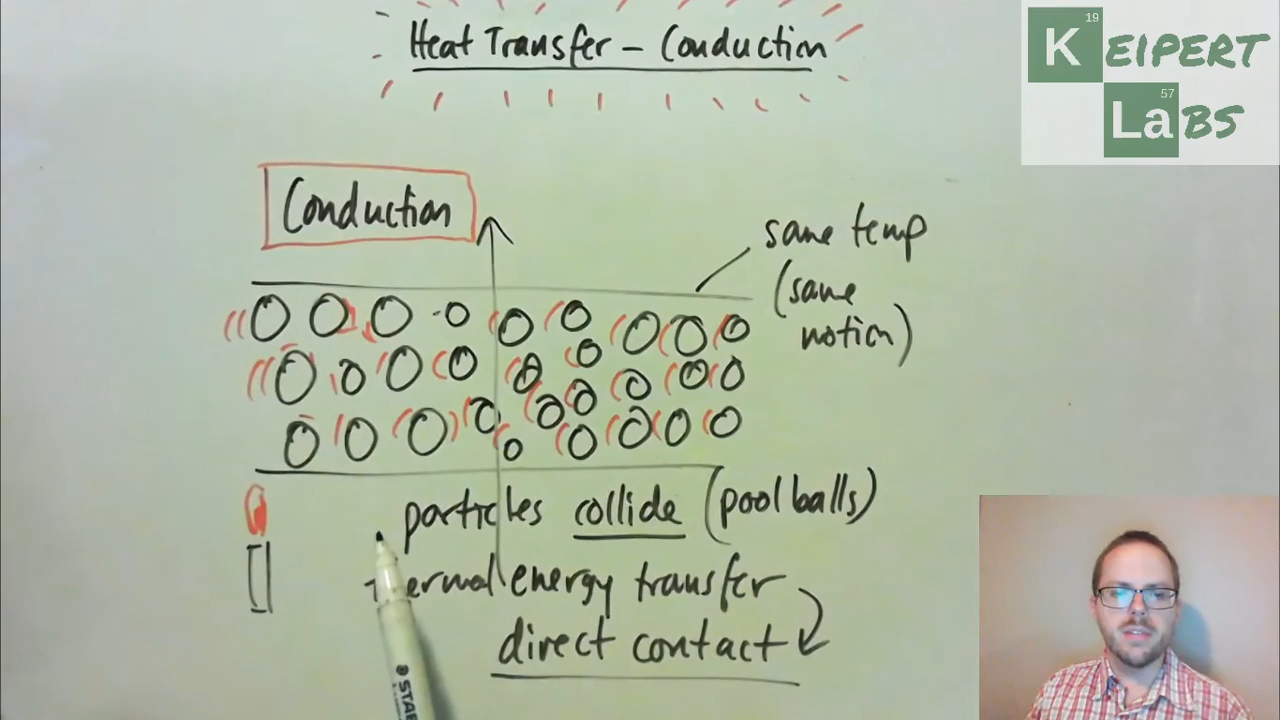 Heat Transfer – Conduction
19
KEIPERT
57
LaBS
Conduction
same temp
(same
motion)
particles collide (pool balls)
thermal energy transfer
direct contact
STA